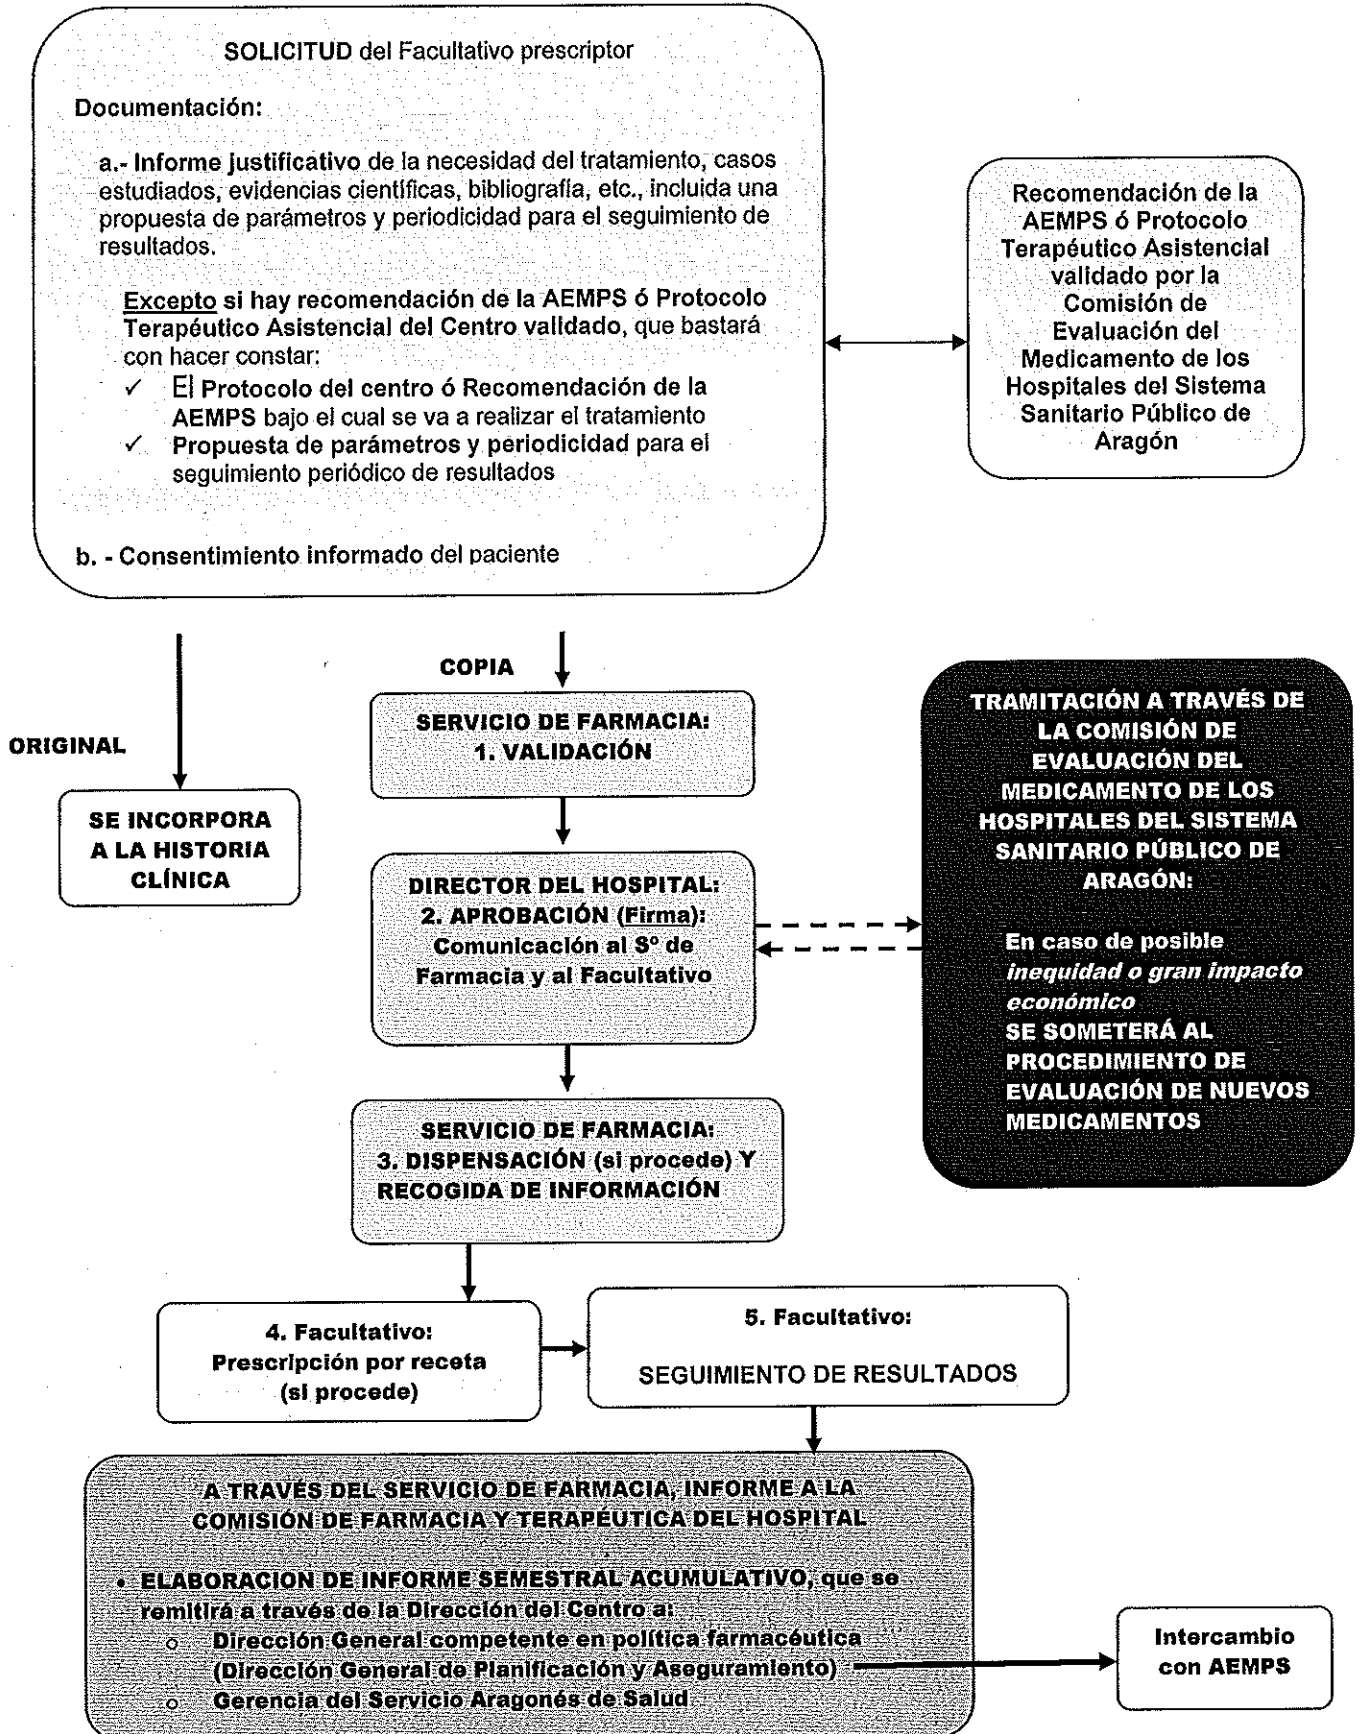 SOLICITUD del Facultativo prescriptor
Documentación:
a.- Informe justificativo de la necesidad del tratamiento, casos
estudiados, evidencias científicas, bibliografía, etc., incluida una
propuesta de parámetros y periodicidad para el seguimiento de
resultados.
Excepto si hay recomendación de la AEMPS ó Protocolo
Terapéutico Asistencial del Centro validado, que bastará
con hacer constar:
✓ El Protocolo del centro ó Recomendación de la
AEMPS bajo el cual se va a realizar el tratamiento
✓ Propuesta de parámetros y periodicidad para el
seguimiento periódico de resultados
b. - Consentimiento informado del paciente
Recomendación de la
AEMPS ó Protocolo
Terapéutico Asistencial
validado por la
Comisión de
Evaluación del
Medicamento de los
Hospitales del Sistema
Sanitario Público de
Aragón
ORIGINAL
SE INCORPORA
A LA HISTORIA
CLÍNICA
COPIA
SERVICIO DE FARMACIA:
1. VALIDACIÓN
DIRECTOR DEL HOSPITAL:
2. APROBACIÓN (Firma):
Comunicación al Sº de
Farmacia y al Facultativo
TRAMITACIÓN A TRAVÉS DE
LA COMISIÓN DE
EVALUACIÓN DEL
MEDICAMENTO DE LOS
HOSPITALES DEL SISTEMA
SANITARIO PÚBLICO DE
ARAGÓN:
En caso de posible
inequidad o gran impacto
económico
SE SOMETERÁ AL
PROCEDIMIENTO DE
EVALUACIÓN DE NUEVOS
MEDICAMENTOS
SERVICIO DE FARMACIA:
3. DISPENSACIÓN (si procede) Y
RECOGIDA DE INFORMACIÓN
4. Facultativo:
Prescripción por receta
(si procede)
5. Facultativo:
SEGUIMIENTO DE RESULTADOS
A TRAVÉS DEL SERVICIO DE FARMACIA, INFORME A LA
COMISIÓN DE FARMACIA Y TERAPÉUTICA DEL HOSPITAL
• ELABORACION DE INFORME SEMESTRAL ACUMULATIVO, que se
remitirá a través de la Dirección del Centro a:
o Dirección General competente en política farmacéutica
(Dirección General de Planificación y Aseguramiento)
o Gerencia del Servicio Aragonés de Salud
Intercambio
con AEMPS